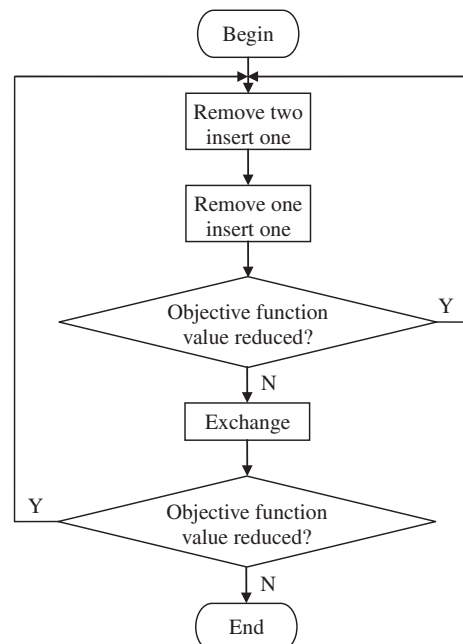 Begin
Remove two
insert one
Remove one
insert one
Objective function
value reduced?
Y
N
Exchange
Y
Objective function
value reduced?
N
End